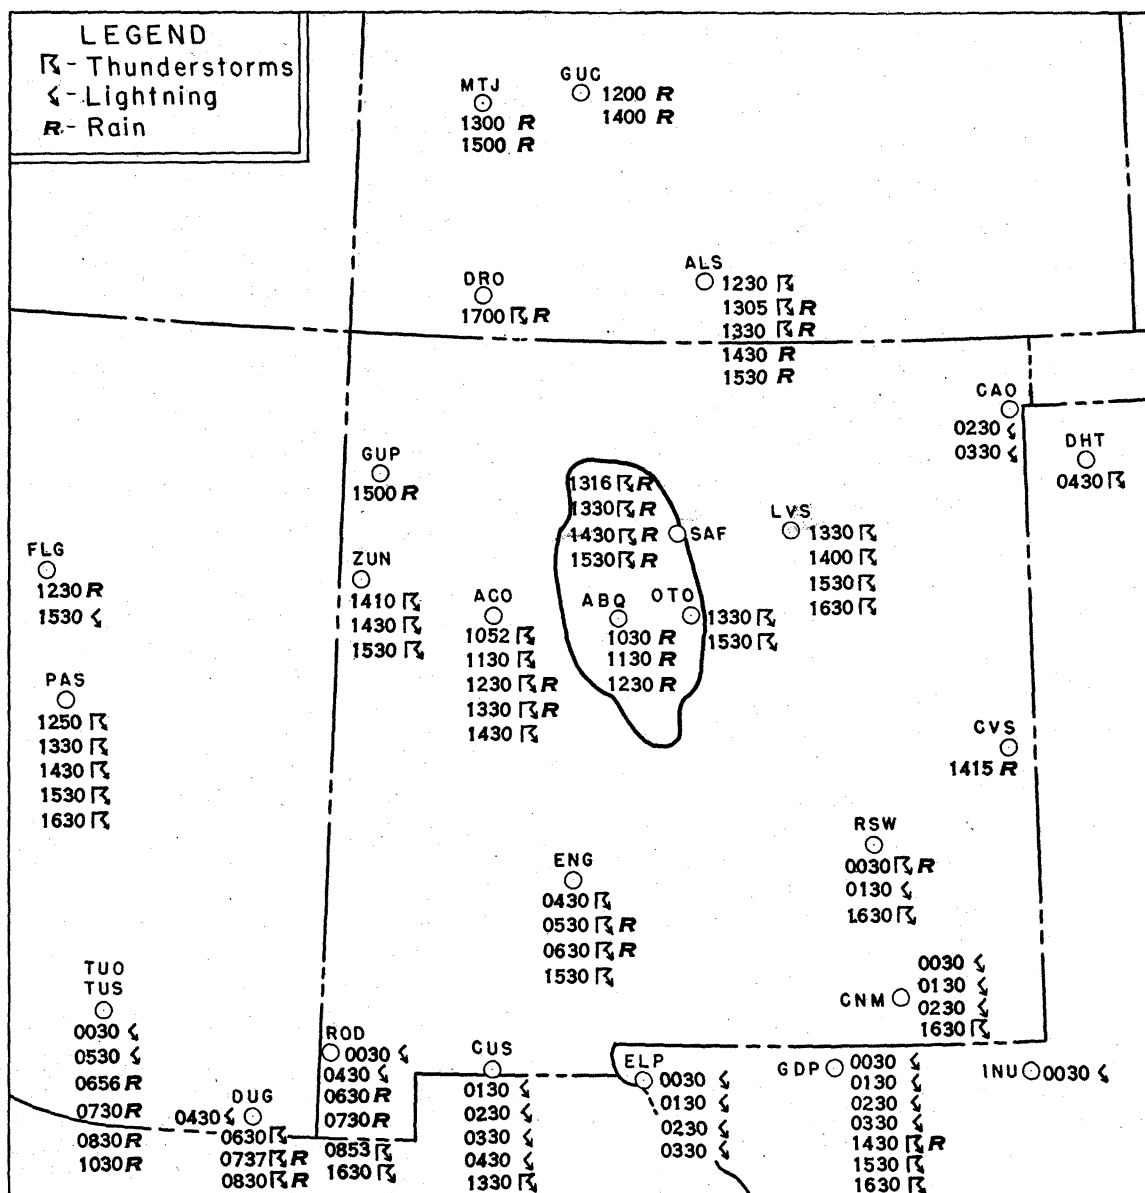 LEGEND
- Thunderstorms
- Lightning
R - Rain
MTJ
1300 R
1500 R
GUC
1200 R
1400 R
DRO
1700 R
ALS
1230
1305 R
1330 R
1430 R
1530 R
CAO
0230
0330
DHT
0430
GUP
1500 R
1316 R
1330 R
1430 R
SAF
1530 R
LVS
1330
1400
1530
1630
FLG
1230 R
1530
ZUN
1410
1430
1530
ACO
1052
1130
1230 R
1330 R
1430
ABQ
1030 R
1130 R
1230 R
OTO
1330
1530
PAS
1250
1330
1430
1530
1630
CVS
1415 R
RSW
0030 R
0130
1630
ENG
0430
0530 R
0630 R
1530
CNM
0030
0130
0230
1630
TUO
TUS
0030
0530
0656 R
0730 R
0830 R
1030 R
DUG
0430
0630
0737 R
0830 R
ROD
0030
0430
0630 R
0730 R
0853
1630
CUS
0130
0230
0330
0430
1330
ELP
0030
0130
0230
0330
GDP
0030
0130
0230
0330
1430 R
1530
1630
INU
0030